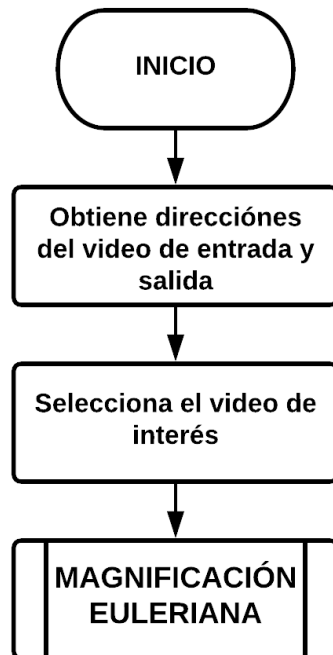 INICIO
Obtiene direcciónes
del video de entrada y
salida
Selecciona el video de
interés
MAGNIFICACIÓN
EULERIANA